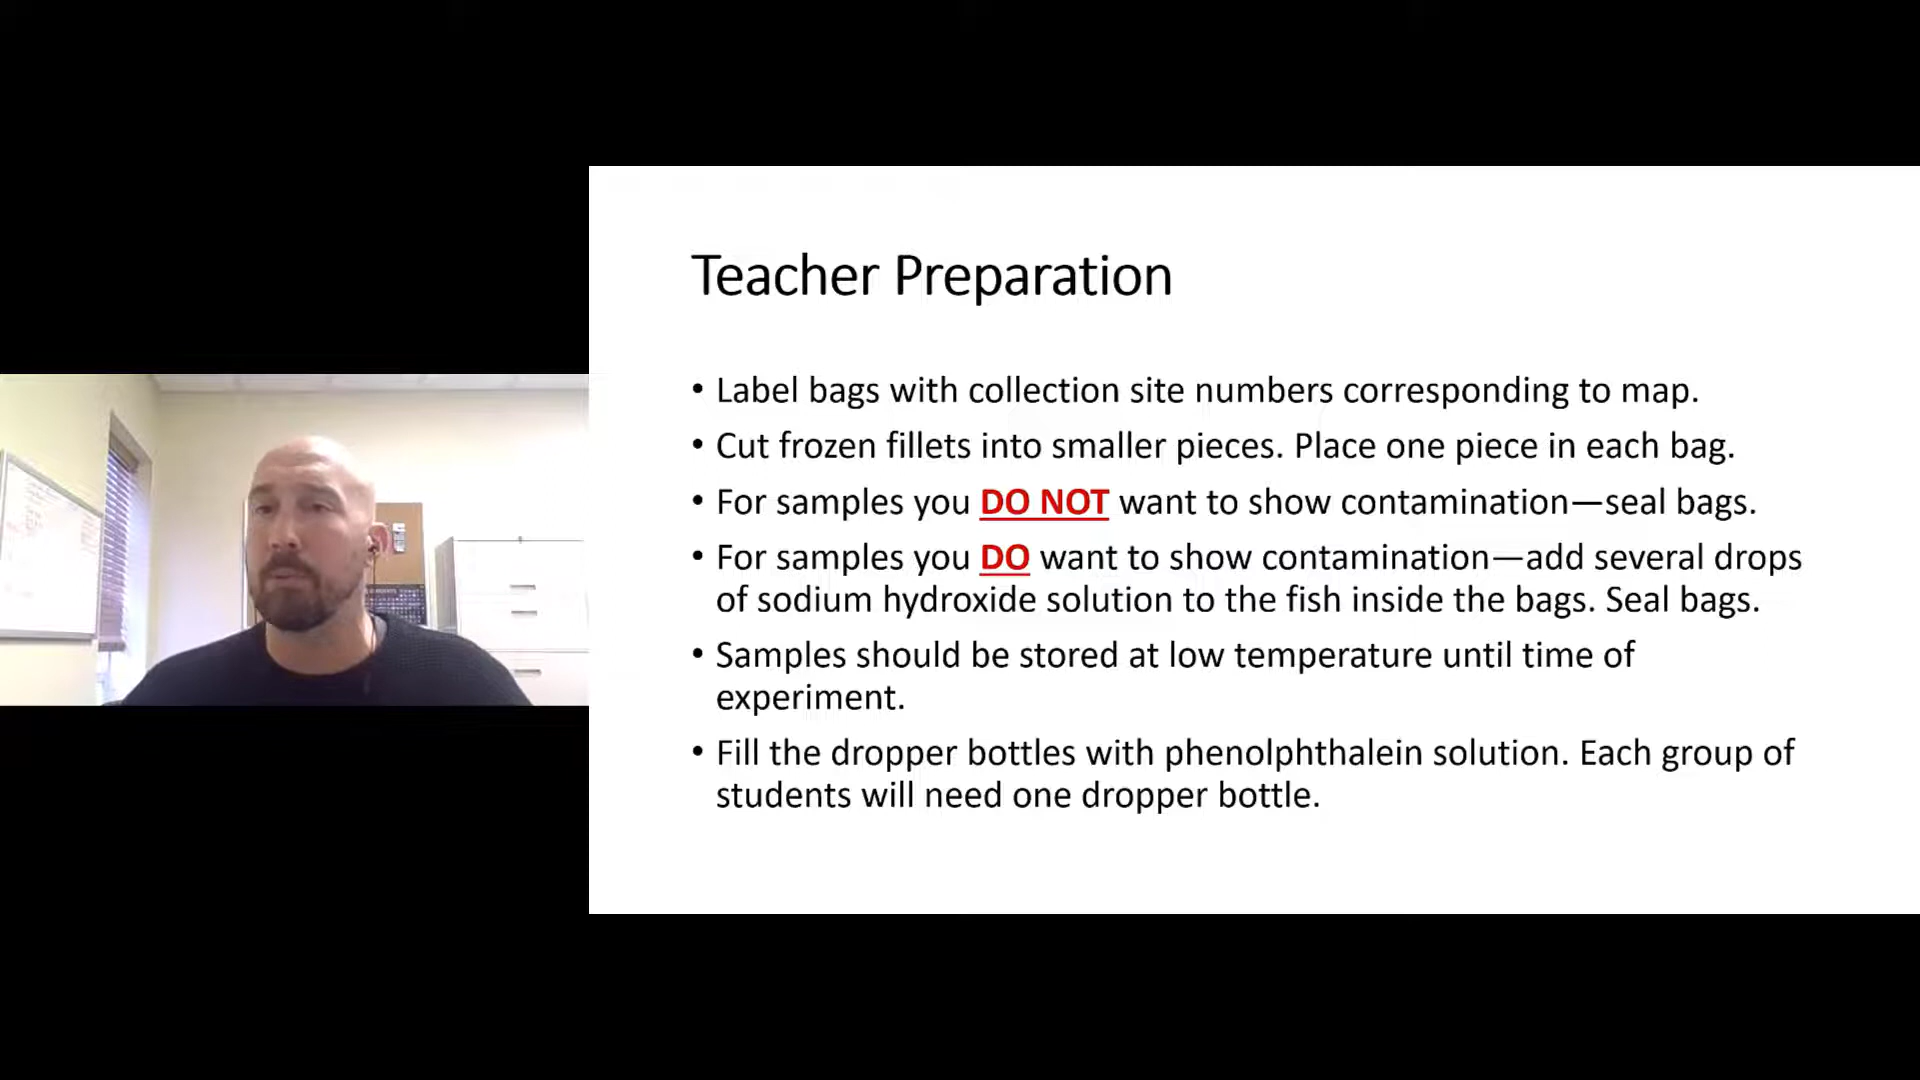 Teacher Preparation
• Label bags with collection site numbers corresponding to map.
• Cut frozen fillets into smaller pieces. Place one piece in each bag.
• For samples you DO NOT want to show contamination—seal bags.
• For samples you DO want to show contamination—add several drops
of sodium hydroxide solution to the fish inside the bags. Seal bags.
• Samples should be stored at low temperature until time of
experiment.
• Fill the dropper bottles with phenolphthalein solution. Each group of
students will need one dropper bottle.